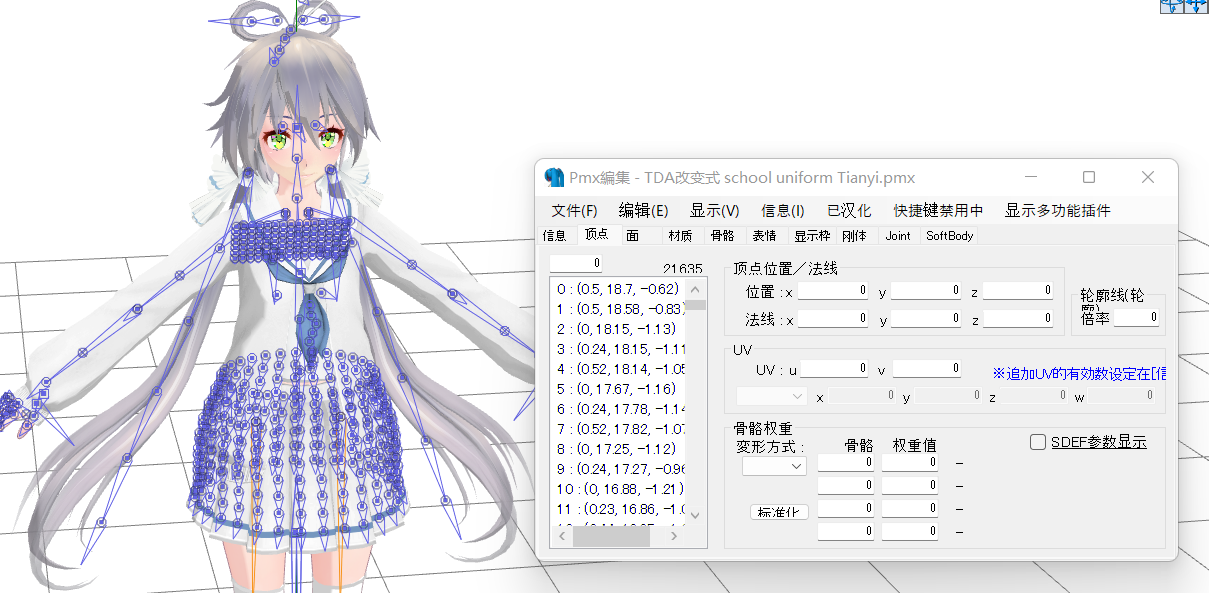 Pmx編集 - TDA改变式 school uniform Tianyi.pmx
文件(F) 编辑(E) 显示(V) 信息(I) 已汉化 快捷键禁用中 显示多功能插件
信息 顶点 面 材质 骨骼 表情 显示枠 刚体 Joint SoftBody
0 21635
0 : (0.5, 18.7, -0.62)
1 : (0.5, 18.58, -0.83)
2 : (0, 18.15, -1.13)
3 : (0.24, 18.15, -1.11
4 : (0.52, 18.14, -1.05
5 : (0, 17.67, -1.16)
6 : (0.24, 17.78, -1.14
7 : (0.52, 17.82, -1.07
8 : (0, 17.25, -1.12)
9 : (0.24, 17.27, -0.96
10 : (0, 16.88, -1.21)
11 : (0.23, 16.86, -1.0
顶点位置／法线
位置 : x 0 y 0 z 0
法线 : x 0 y 0 z 0
轮廓线(轮廓)
倍率 0
UV
UV : u 0 v 0
※追加UV的有効数设定在[信
x 0 y 0 z 0 w 0
骨骼权重
变形方式 : 骨骼 权重值
SDEF参数显示
0 0 -
0 0 -
标准化 0 0 -
0 0 -